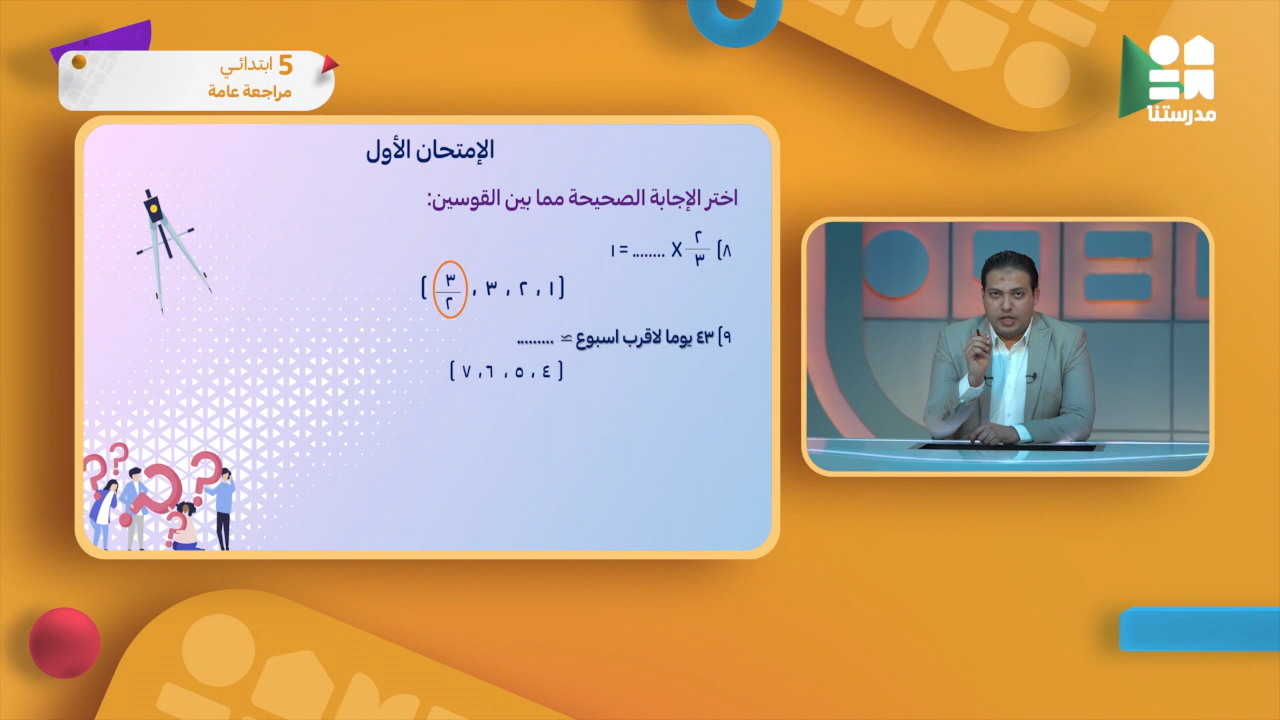 5 ابتدائي
مراجعة عامة
مدرستنا
الإمتحان الأول
اختر الإجابة الصحيحة مما بين القوسين:
٨) ٢/٣ X ........ = ١
(١ ، ٢ ، ٣ ، ٣/٢)
٩) ٤٣ يوما لاقرب اسبوع ≃ .........
(٤ ، ٥ ، ٦ ، ٧)